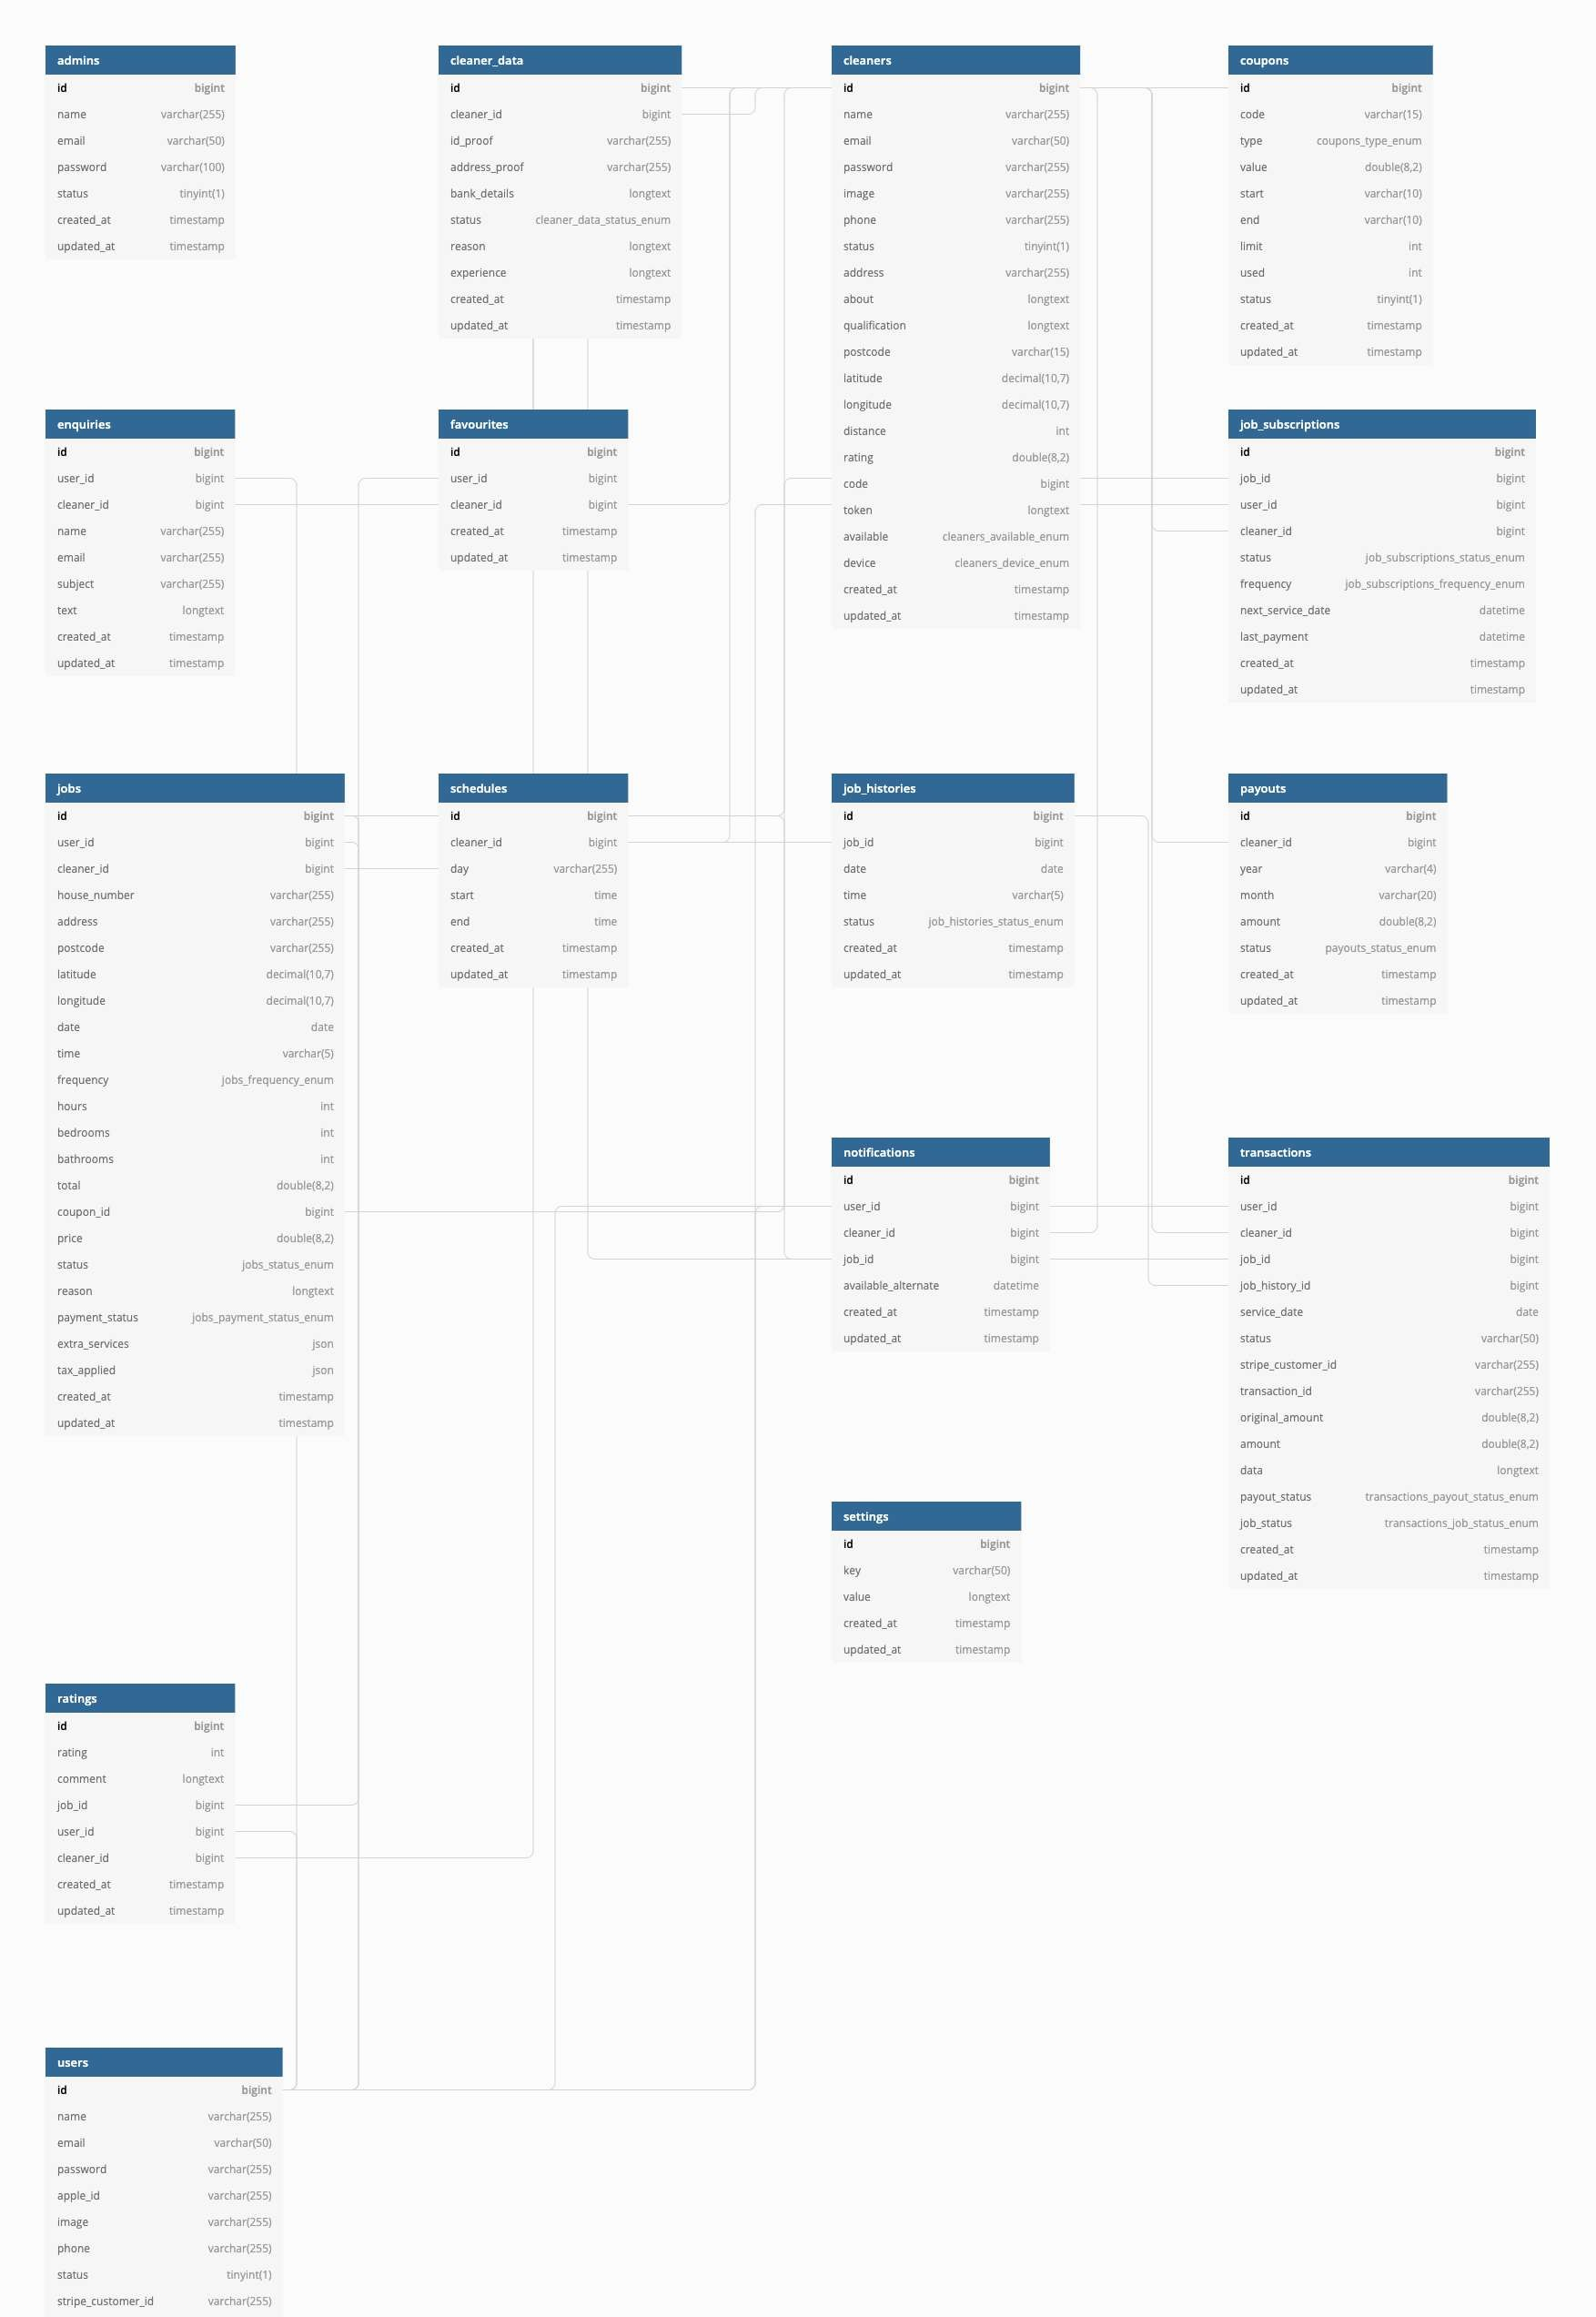 admins
id bigint
name varchar(255)
email varchar(50)
password varchar(100)
status tinyint(1)
created_at timestamp
updated_at timestamp
cleaner_data
id bigint
cleaner_id bigint
id_proof varchar(255)
address_proof varchar(255)
bank_details longtext
status cleaner_data_status_enum
reason longtext
experience longtext
created_at timestamp
updated_at timestamp
cleaners
id bigint
name varchar(255)
email varchar(50)
password varchar(255)
image varchar(255)
phone varchar(255)
status tinyint(1)
address varchar(255)
about longtext
qualification longtext
postcode varchar(15)
latitude decimal(10,7)
longitude decimal(10,7)
distance int
rating double(8,2)
code bigint
token longtext
available cleaners_available_enum
device cleaners_device_enum
created_at timestamp
updated_at timestamp
coupons
id bigint
code varchar(15)
type coupons_type_enum
value double(8,2)
start varchar(10)
end varchar(10)
limit int
used int
status tinyint(1)
created_at timestamp
updated_at timestamp
enquiries
id bigint
user_id bigint
cleaner_id bigint
name varchar(255)
email varchar(255)
subject varchar(255)
text longtext
created_at timestamp
updated_at timestamp
favourites
id bigint
user_id bigint
cleaner_id bigint
created_at timestamp
updated_at timestamp
job_subscriptions
id bigint
job_id bigint
user_id bigint
cleaner_id bigint
status job_subscriptions_status_enum
frequency job_subscriptions_frequency_enum
next_service_date datetime
last_payment datetime
created_at timestamp
updated_at timestamp
jobs
id bigint
user_id bigint
cleaner_id bigint
house_number varchar(255)
address varchar(255)
postcode varchar(255)
latitude decimal(10,7)
longitude decimal(10,7)
date date
time varchar(5)
frequency jobs_frequency_enum
hours int
bedrooms int
bathrooms int
total double(8,2)
coupon_id bigint
price double(8,2)
status jobs_status_enum
reason longtext
payment_status jobs_payment_status_enum
extra_services json
tax_applied json
created_at timestamp
updated_at timestamp
schedules
id bigint
cleaner_id bigint
day varchar(255)
start time
end time
created_at timestamp
updated_at timestamp
job_histories
id bigint
job_id bigint
date date
time varchar(5)
status job_histories_status_enum
created_at timestamp
updated_at timestamp
payouts
id bigint
cleaner_id bigint
year varchar(4)
month varchar(20)
amount double(8,2)
status payouts_status_enum
created_at timestamp
updated_at timestamp
notifications
id bigint
user_id bigint
cleaner_id bigint
job_id bigint
available_alternate datetime
created_at timestamp
updated_at timestamp
transactions
id bigint
user_id bigint
cleaner_id bigint
job_id bigint
job_history_id bigint
service_date date
status varchar(50)
stripe_customer_id varchar(255)
transaction_id varchar(255)
original_amount double(8,2)
amount double(8,2)
data longtext
payout_status transactions_payout_status_enum
job_status transactions_job_status_enum
created_at timestamp
updated_at timestamp
settings
id bigint
key varchar(50)
value longtext
created_at timestamp
updated_at timestamp
ratings
id bigint
rating int
comment longtext
job_id bigint
user_id bigint
cleaner_id bigint
created_at timestamp
updated_at timestamp
users
id bigint
name varchar(255)
email varchar(50)
password varchar(255)
apple_id varchar(255)
image varchar(255)
phone varchar(255)
status tinyint(1)
stripe_customer_id varchar(255)